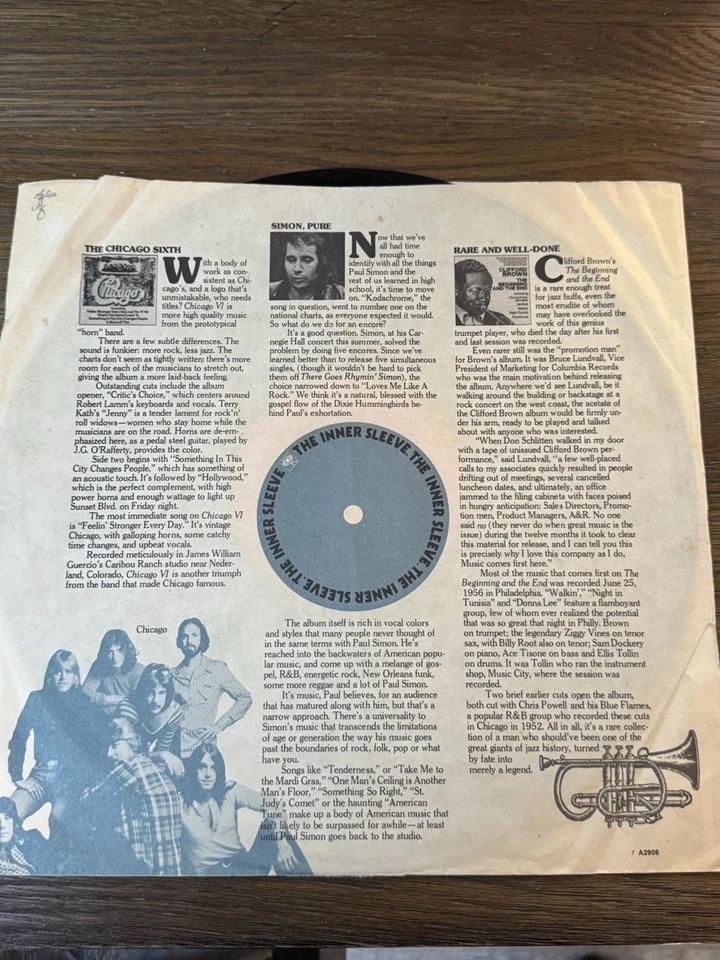 THE CHICAGO SIXTH
Chicago
With a body of
work as con-
sistent as Chi-
cago's, and a logo that's
unmistakable, who needs
titles? Chicago VI is
more high quality music
from the prototypical
"horn" band.
There are a few subtle differences. The
sound is funkier: more rock, less jazz. The
charts don't seem as tightly written: there's more
room for each of the musicians to stretch out,
giving the album a more laid-back feeling.
Outstanding cuts include the album
opener, "Critic's Choice," which centers around
Robert Lamm's keyboards and vocals. Terry
Kath's "Jenny" is a tender lament for rock'n'
roll widows—women who stay home while the
musicians are on the road. Horns are de-em-
phasized here, as a pedal steel guitar, played by
J.G. O'Rafferty, provides the color.
Side two begins with "Something In This
City Changes People," which has something of
an acoustic touch. It's followed by "Hollywood,"
which is the perfect complement, with high
power horns and enough wattage to light up
Sunset Blvd. on Friday night.
The most immediate song on Chicago VI
is "Feelin' Stronger Every Day." It's vintage
Chicago, with galloping horns, some catchy
time changes, and upbeat vocals.
Recorded meticulously in James William
Guercio's Caribou Ranch studio near Neder-
land, Colorado, Chicago VI is another triumph
from the band that made Chicago famous.
Chicago
SIMON, PURE
Now that we've
all had time
enough to
identify with all the things
Paul Simon and the
rest of us learned in high
school, it's time to move
on. "Kodachrome," the
song in question, went to number one on the
national charts, as everyone expected it would.
So what do we do for an encore?
It's a good question. Simon, at his Car-
negie Hall concert this summer, solved the
problem by doing five encores. Since we've
learned better than to release five simultaneous
singles, (though it wouldn't be hard to pick
them off There Goes Rhymin' Simon), the
choice narrowed down to "Loves Me Like A
Rock." We think it's a natural, blessed with the
gospel flow of the Dixie Hummingbirds be-
hind Paul's exhortation.
THE INNER SLEEVE. THE INNER SLEEVE. THE INNER SLEEVE. THE INNER SLEEVE
The album itself is rich in vocal colors
and styles that many people never thought of
in the same terms with Paul Simon. He's
reached into the backwaters of American popu-
lar music, and come up with a melange of gos-
pel, R&B, energetic rock, New Orleans funk,
some more reggae and a lot of Paul Simon.
It's music, Paul believes, for an audience
that has matured along with him, but that's a
narrow approach. There's a universality to
Simon's music that transcends the limitations
of age or generation the way his music goes
past the boundaries of rock, folk, pop or what
have you.
Songs like "Tenderness," or "Take Me to
the Mardi Gras," "One Man's Ceiling is Another
Man's Floor," "Something So Right," "St.
Judy's Comet" or the haunting "American
Tune" make up a body of American music that
isn't likely to be surpassed for awhile—at least
until Paul Simon goes back to the studio.
RARE AND WELL-DONE
CLIFFORD
BROWN
THE
BEGINNING
AND THE END
Clifford Brown's
The Beginning
and the End
is a rare enough treat
for jazz buffs, even the
most erudite of whom
may have overlooked the
work of this genius
trumpet player, who died the day after his first
and last session was recorded.
Even rarer still was the "promotion man"
for Brown's album. It was Bruce Lundvall, Vice
President of Marketing for Columbia Records
who was the main motivation behind releasing
the album. Anywhere we'd see Lundvall, be it
walking around the building or backstage at a
rock concert on the west coast, the acetate of
the Clifford Brown album would be firmly un-
der his arm, ready to be played and talked
about with anyone who was interested.
"When Don Schlitten walked in my door
with a tape of unissued Clifford Brown per-
formance," said Lundvall, "a few well-placed
calls to my associates quickly resulted in people
drifting out of meetings, several cancelled
luncheon dates, and ultimately, an office
jammed to the filing cabinets with faces poised
in hungry anticipation: Sales Directors, Promo-
tion men, Product Managers, A&R. No one
said no (they never do when great music is the
issue) during the twelve months it took to clear
this material for release, and I can tell you this
is precisely why I love this company as I do,
Music comes first here."
Most of the music that comes first on The
Beginning and the End was recorded June 25,
1956 in Philadelphia. "Walkin'," "Night in
Tunisia" and "Donna Lee" feature a flamboyant
group, few of whom ever realized the potential
that was so great that night in Philly. Brown
on trumpet; the legendary Ziggy Vines on tenor
sax, with Billy Root also on tenor; Sam Dockery
on piano, Ace Tisone on bass and Ellis Tollin
on drums. It was Tollin who ran the instrument
shop, Music City, where the session was
recorded.
Two brief earlier cuts open the album,
both cut with Chris Powell and his Blue Flames,
a popular R&B group who recorded these cuts
in Chicago in 1952. All in all, it's a rare collec-
tion of a man who should've been one of the
great giants of jazz history, turned
by fate into
merely a legend.
7 A2906